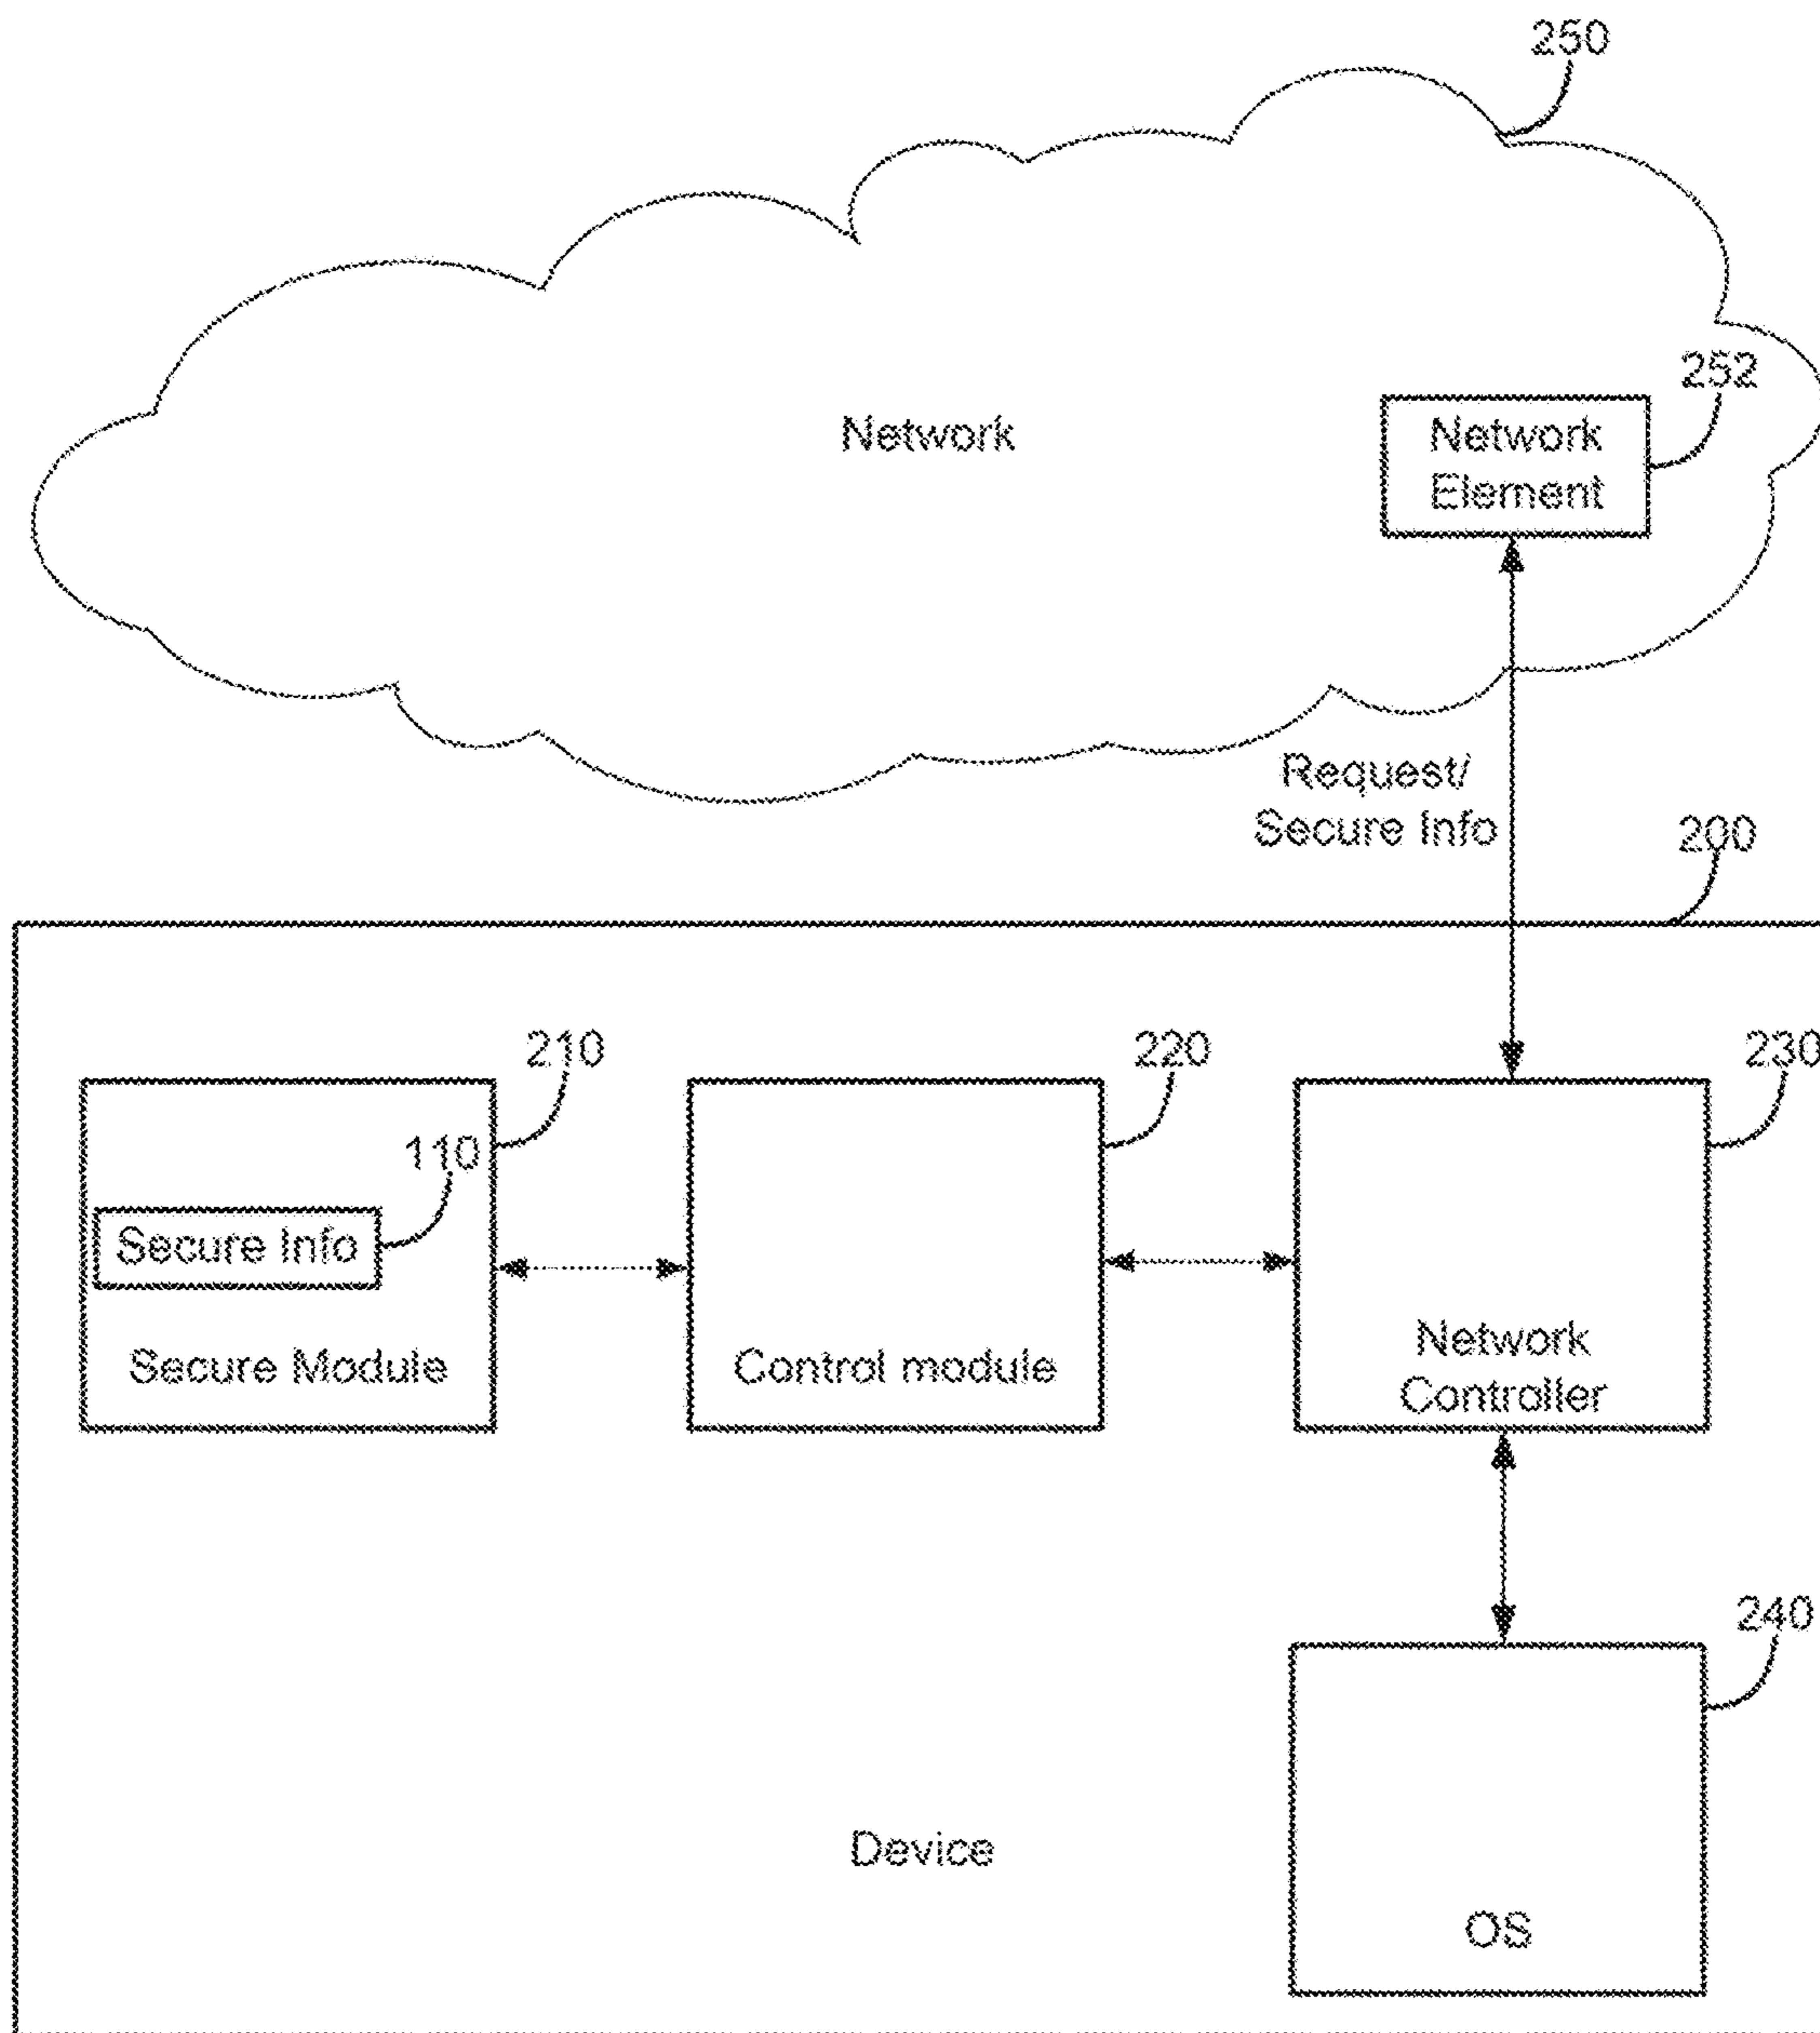 250
252
Network
Network
Element
Request/
Secure Info
200
210
220
230
110
Secure Info
Secure Module
Control module
Network
Controller
240
Device
OS